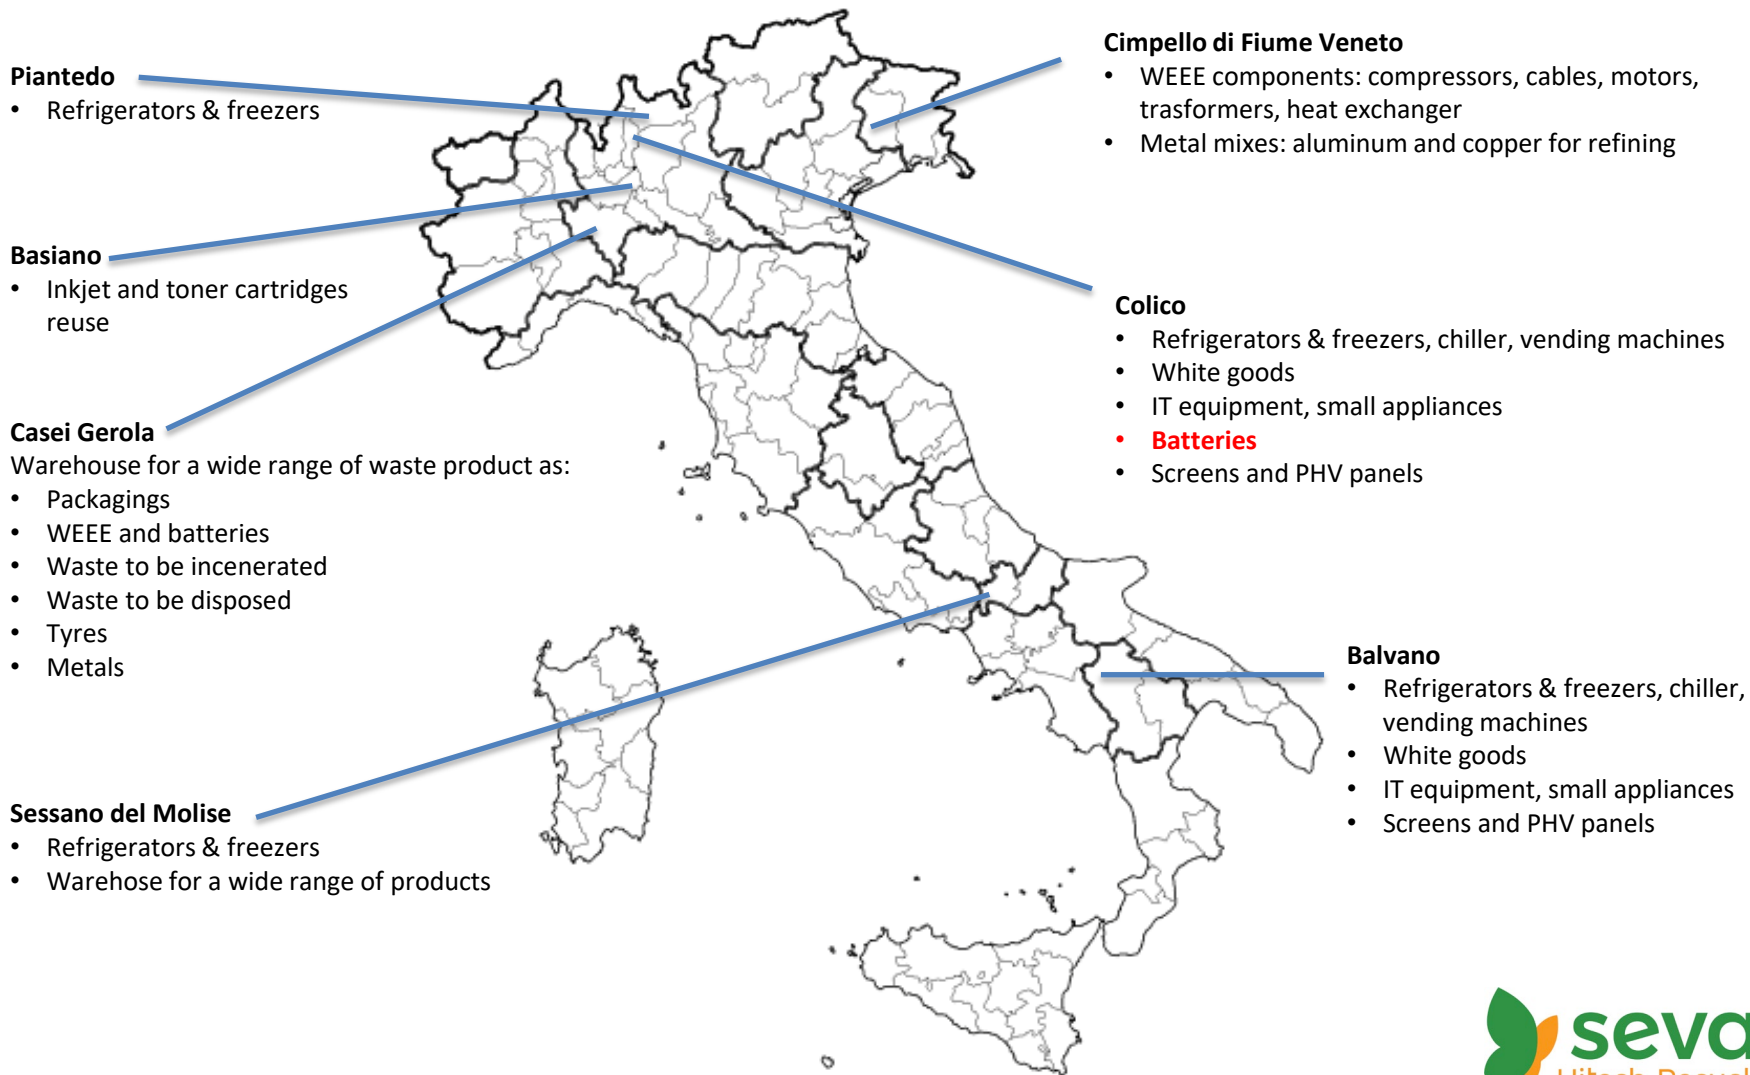 Piantedo
• Refrigerators & freezers
Basiano
• Inkjet and toner cartridges
reuse
Casei Gerola
Warehouse for a wide range of waste product as:
• Packagings
• WEEE and batteries
• Waste to be incenerated
• Waste to be disposed
• Tyres
• Metals
Sessano del Molise
• Refrigerators & freezers
• Warehose for a wide range of products
Cimpello di Fiume Veneto
• WEEE components: compressors, cables, motors,
trasformers, heat exchanger
• Metal mixes: aluminum and copper for refining
Colico
• Refrigerators & freezers, chiller, vending machines
• White goods
• IT equipment, small appliances
• Batteries
• Screens and PHV panels
Balvano
• Refrigerators & freezers, chiller,
vending machines
• White goods
• IT equipment, small appliances
• Screens and PHV panels
seva